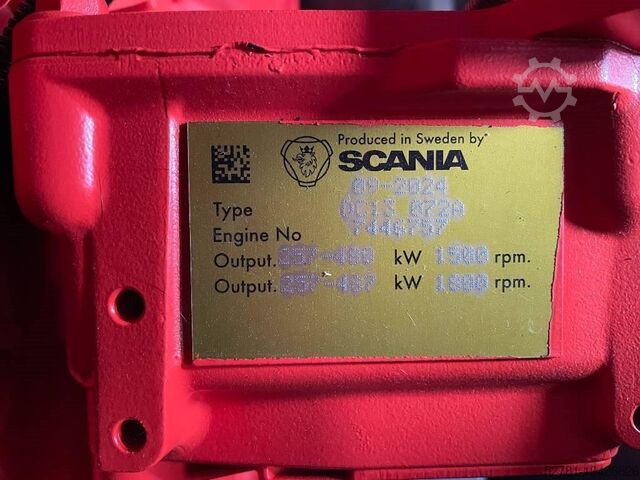 Produced in Sweden by
SCANIA
09-2024
Type DC13 072A
Engine No 7446757
Output. kW 1500 rpm.
Output. kW 1800 rpm.